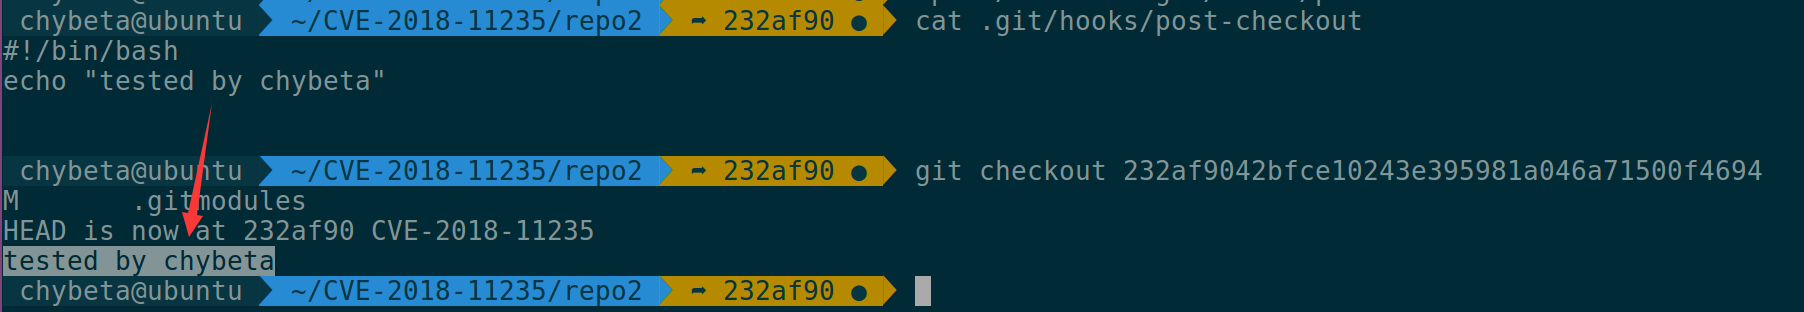 chybeta@ubuntu ~/CVE-2018-11235/repo2 ➦ 232af90 ● cat .git/hooks/post-checkout
#!/bin/bash
echo "tested by chybeta"
chybeta@ubuntu ~/CVE-2018-11235/repo2 ➦ 232af90 ● git checkout 232af9042bfce10243e395981a046a71500f4694
M .gitmodules
HEAD is now at 232af90 CVE-2018-11235
tested by chybeta
chybeta@ubuntu ~/CVE-2018-11235/repo2 ➦ 232af90 ●